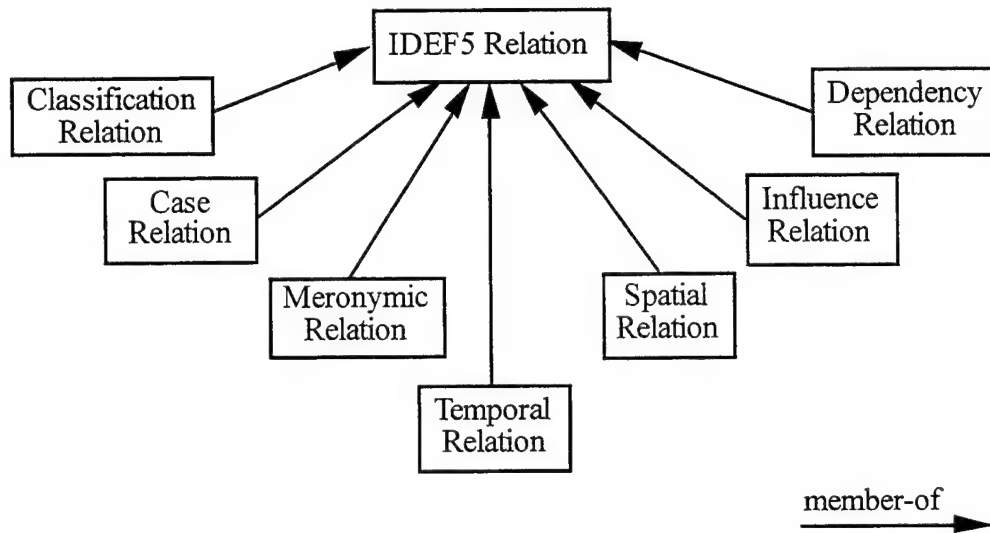 IDEF5 Relation
Classification
Relation
Dependency
Relation
Case
Relation
Influence
Relation
Meronymic
Relation
Spatial
Relation
Temporal
Relation
member-of